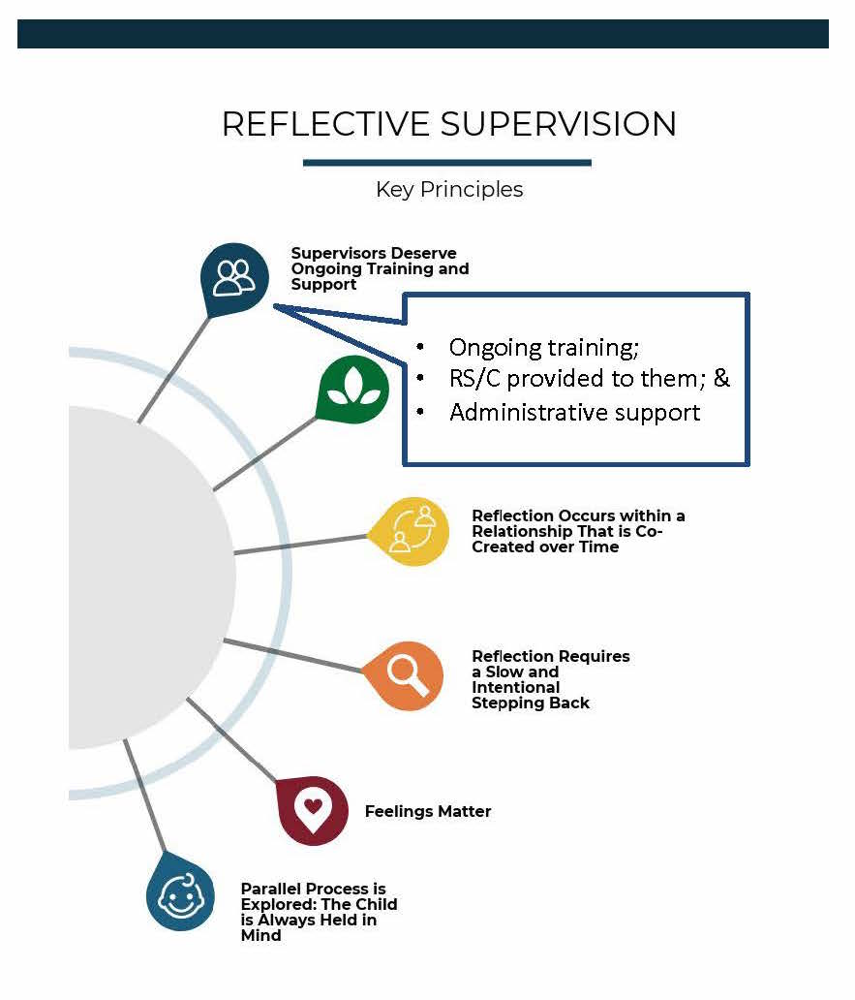 REFLECTIVE SUPERVISION
Key Principles
Supervisors Deserve
Ongoing Training and
Support
• Ongoing training;
• RS/C provided to them; &
• Administrative support
Reflection Occurs within a
Relationship That is Co-
Created over Time
Reflection Requires
a Slow and
Intentional
Stepping Back
Feelings Matter
Parallel Process is
Explored: The Child
is Always Held in
Mind